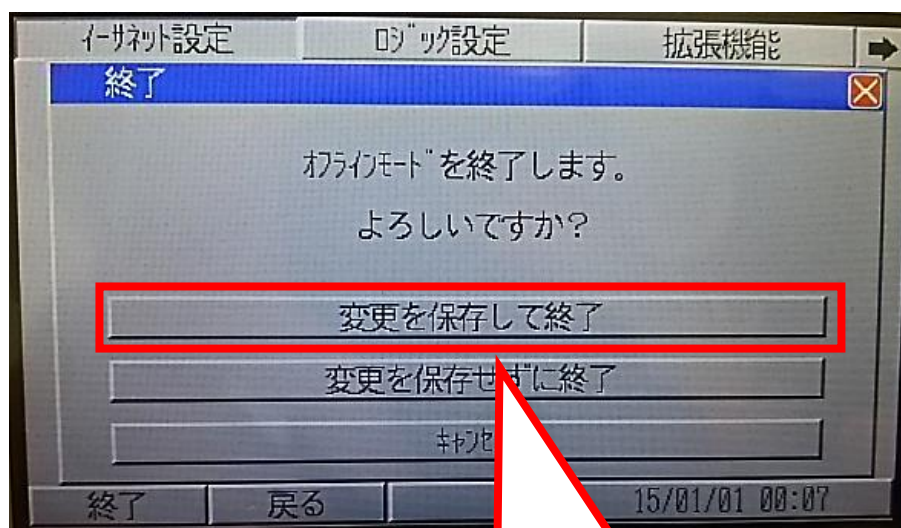 ｲｰｻﾈｯﾄ設定 ﾛｼﾞｯｸ設定 拡張機能
終了
ｵﾌﾗｲﾝﾓｰﾄﾞを終了します。
よろしいですか?
変更を保存して終了
変更を保存せずに終了
終了 戻る 15/01/01 00:07